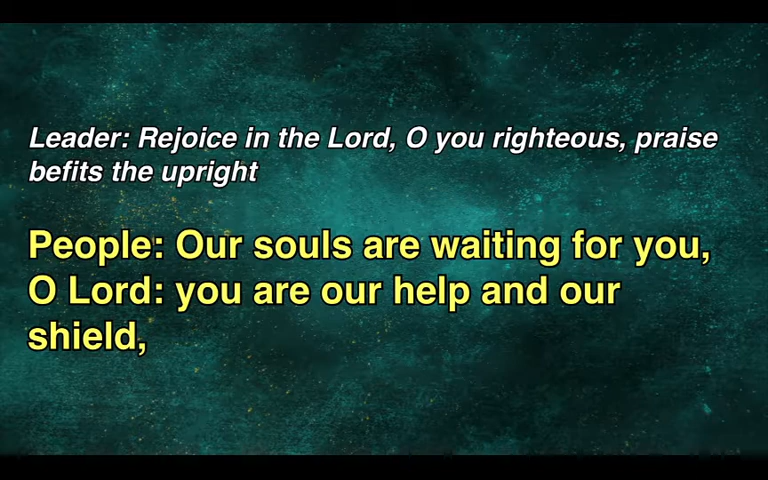 Leader: Rejoice in the Lord, O you righteous, praise
befits the upright
People: Our souls are waiting for you,
O Lord: you are our help and our
shield,